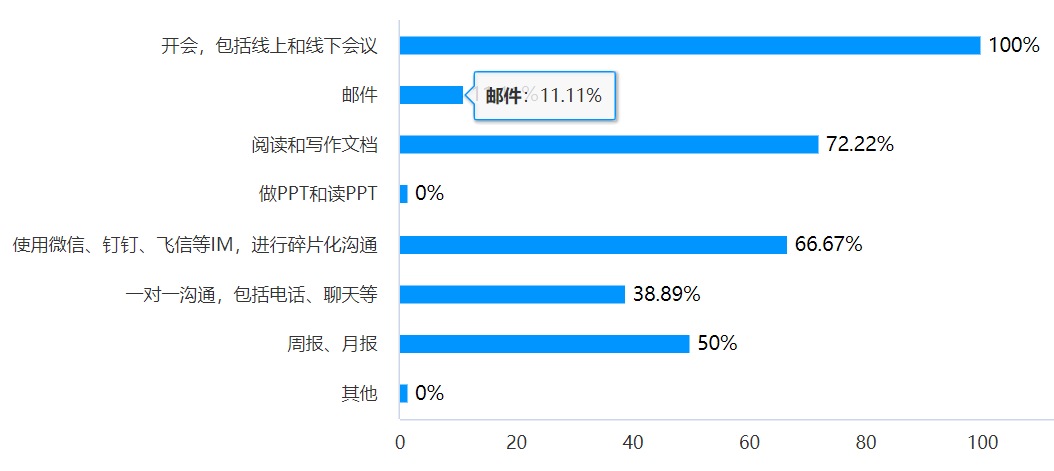 开会，包括线上和线下会议 100%
邮件 邮件：11.11%
阅读和写作文档 72.22%
做PPT和读PPT 0%
使用微信、钉钉、飞信等IM，进行碎片化沟通 66.67%
一对一沟通，包括电话、聊天等 38.89%
周报、月报 50%
其他 0%
0 20 40 60 80 100